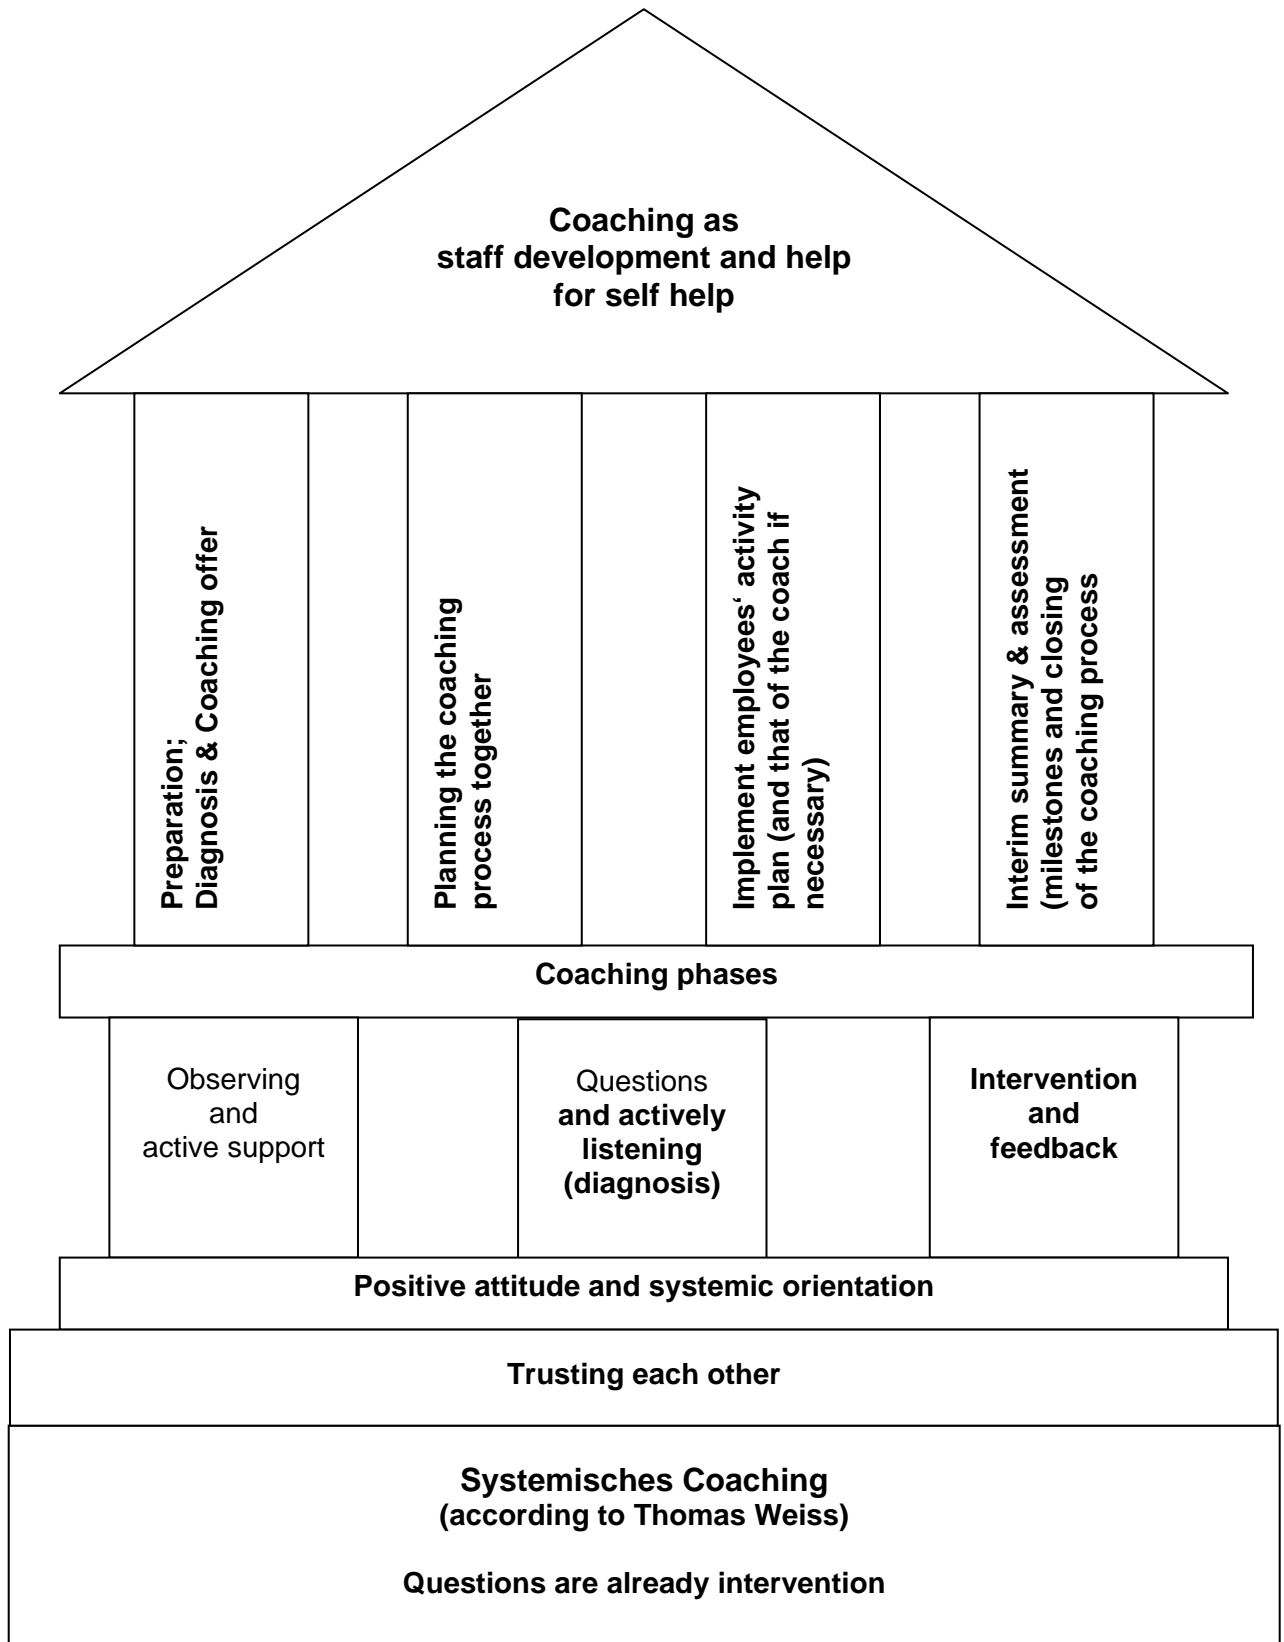 Coaching as
staff development and help
for self help
Preparation;
Diagnosis & Coaching offer
Planning the coaching
process together
Implement employees‘ activity
plan (and that of the coach if
necessary)
Interim summary & assessment
(milestones and closing
of the coaching process
Coaching phases
Observing
and
active support
Questions
and actively
listening
(diagnosis)
Intervention
and
feedback
Positive attitude and systemic orientation
Trusting each other
Systemisches Coaching
(according to Thomas Weiss)
Questions are already intervention